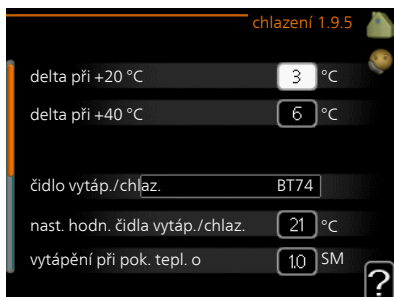 chlazení 1.9.5
delta při +20 °C 3 °C
delta při +40 °C 6 °C
čidlo vytáp./chlaz. BT74
nast. hodn. čidla vytáp./chlaz. 21 °C
vytápění při pok. tepl. o 1.0 SM
?